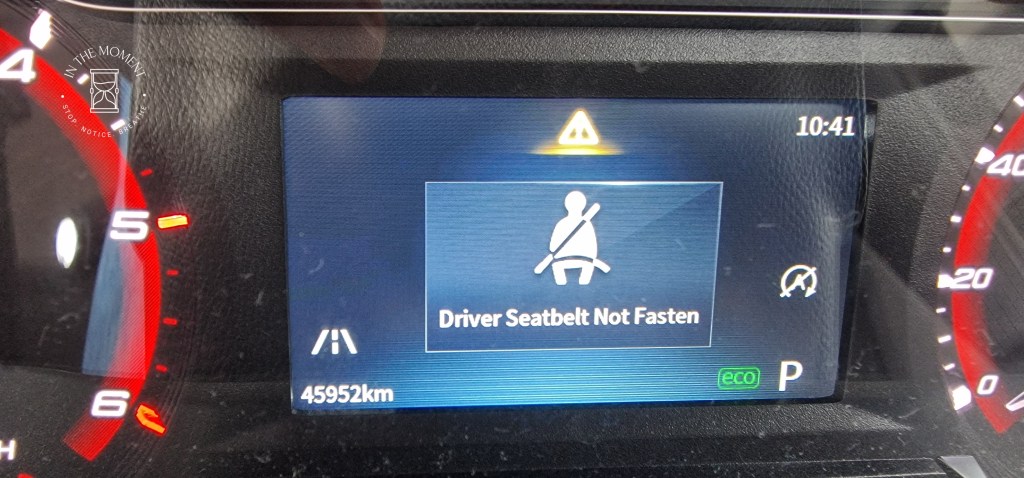 IN THE MOMENT
• STOP. NOTICE. BREATHE •
4
5
6
H
10:41
Driver Seatbelt Not Fasten
45952km
eco
P
A
40
20
0